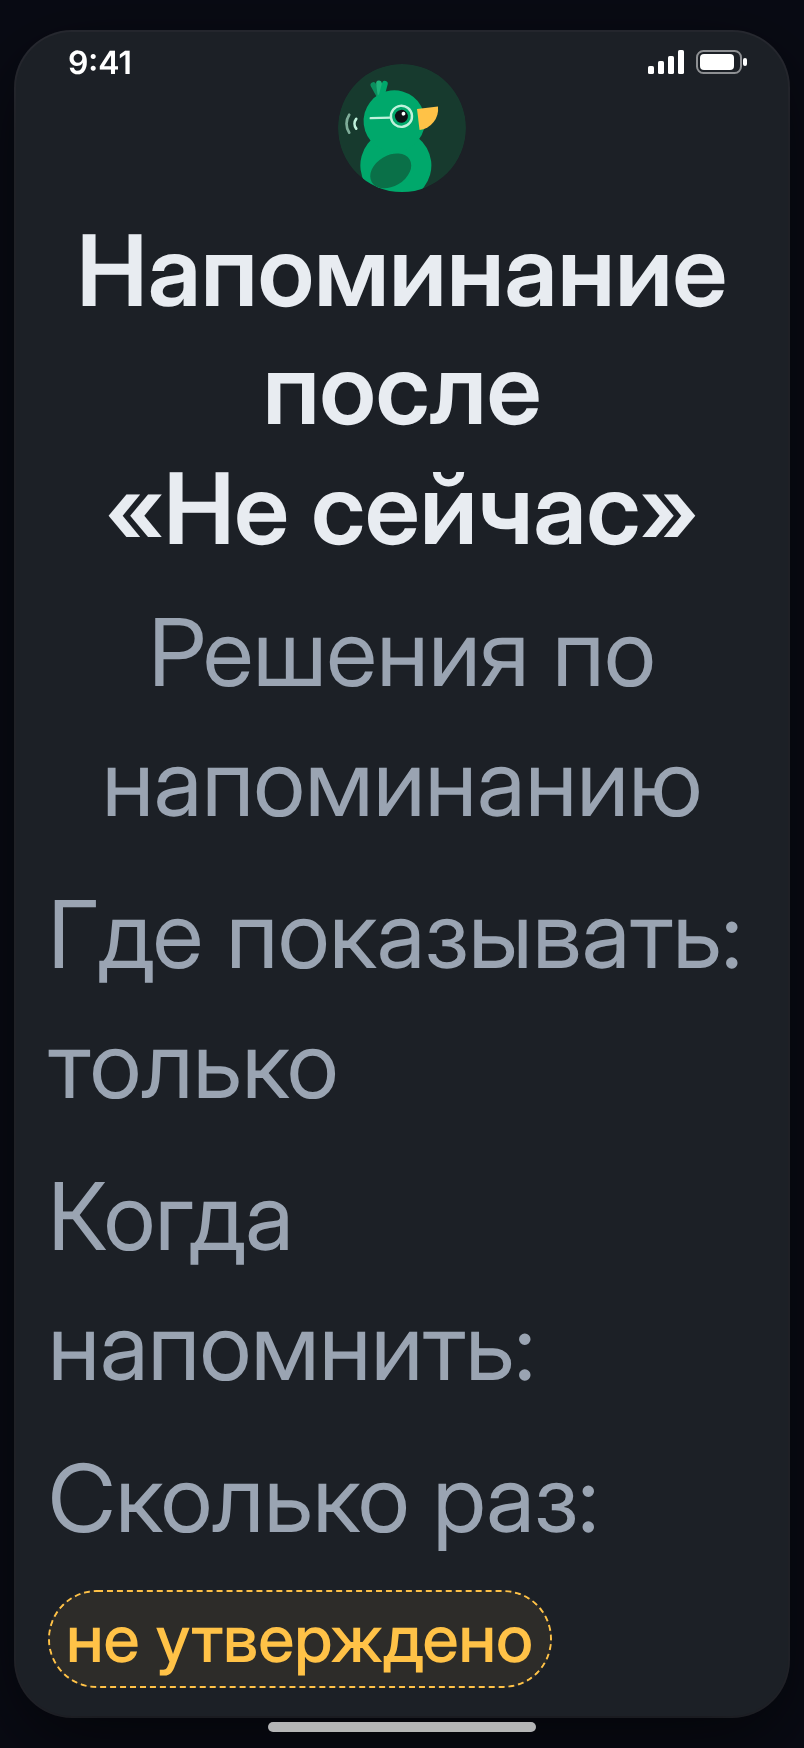 9:41
Напоминание
после
«Не сейчас»
Решения по
напоминанию
Где показывать:
только
Когда
напомнить:
Сколько раз:
не утверждено